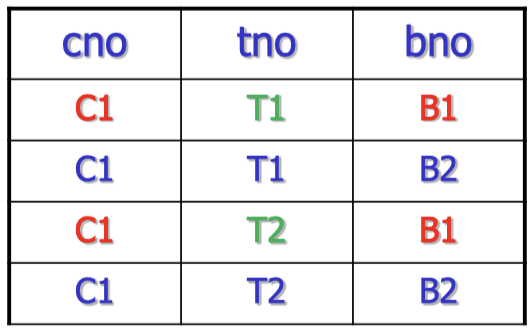 cno tno bno
C1 T1 B1
C1 T1 B2
C1 T2 B1
C1 T2 B2